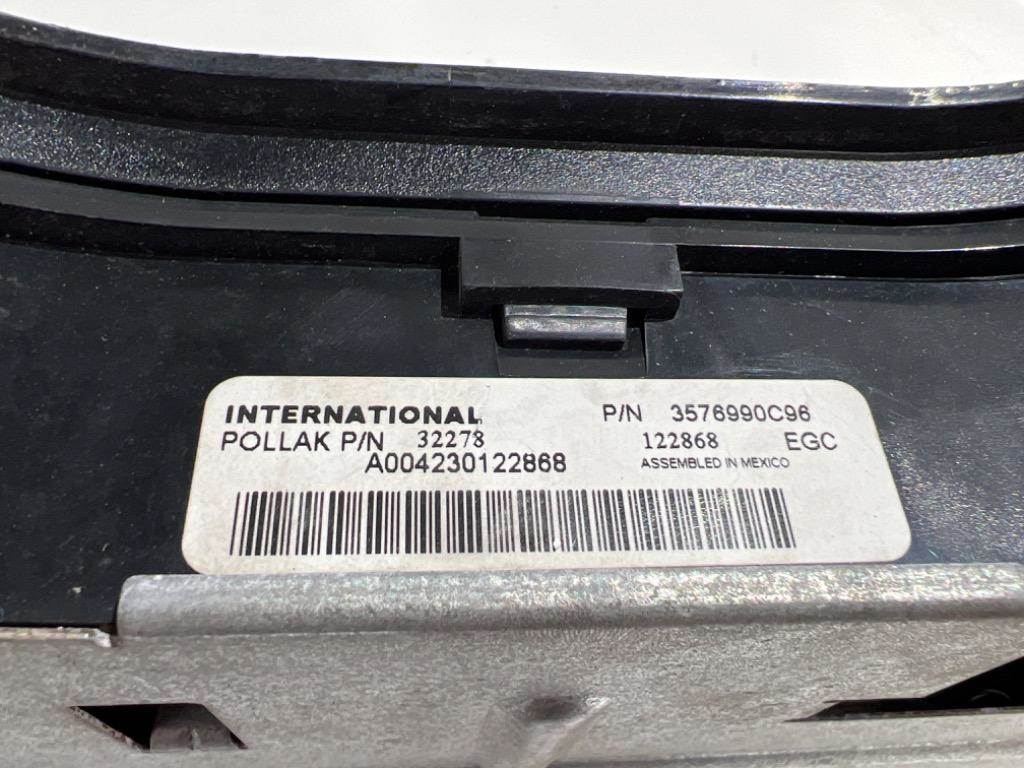 INTERNATIONAL P/N 3576990C96
POLLAK P/N 32278 122868 EGC
A004230122868 ASSEMBLED IN MEXICO